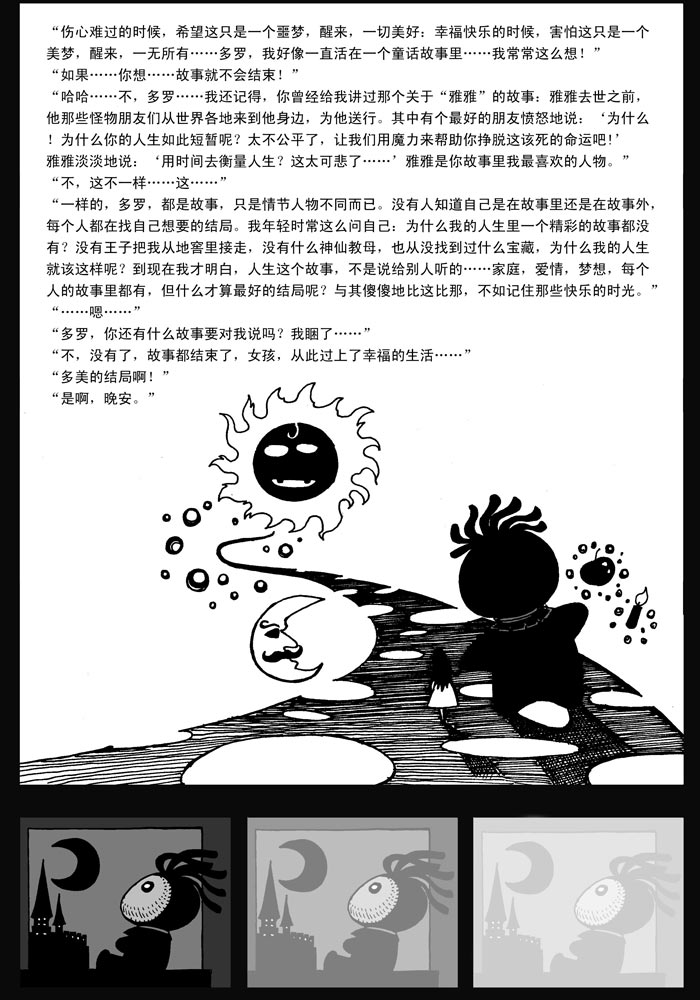 “伤心难过的时候，希望这只是一个噩梦，醒来，一切美好：幸福快乐的时候，害怕这只是一个
美梦，醒来，一无所有……多罗，我好像一直活在一个童话故事里……我常常这么想！”
“如果……你想……故事就不会结束！”
“哈哈……不，多罗……我还记得，你曾经给我讲过那个关于“雅雅”的故事：雅雅去世之前，
他那些怪物朋友们从世界各地来到他身边，为他送行。其中有个最好的朋友愤怒地说：‘为什么
！为什么你的人生如此短暂呢？太不公平了，让我们用魔力来帮助你挣脱这该死的命运吧!’
雅雅淡淡地说：‘用时间去衡量人生？这太可悲了……’雅雅是你故事里我最喜欢的人物。”
“不，这不一样……这……”
“一样的，多罗，都是故事，只是情节人物不同而已。没有人知道自己是在故事里还是在故事外，
每个人都在找自己想要的结局。我年轻时常这么问自己：为什么我的人生里一个精彩的故事都没
有？没有王子把我从地窖里接走，没有什么神仙教母，也从没找到过什么宝藏，为什么我的人生
就该这样呢？到现在我才明白，人生这个故事，不是说给别人听的……家庭，爱情，梦想，每个
人的故事里都有，但什么才算最好的结局呢？与其傻傻地比这比那，不如记住那些快乐的时光。”
“……嗯……”
“多罗，你还有什么故事要对我说吗？我睏了……”
“不，没有了，故事都结束了，女孩，从此过上了幸福的生活……”
“多美的结局啊！”
“是啊，晚安。”